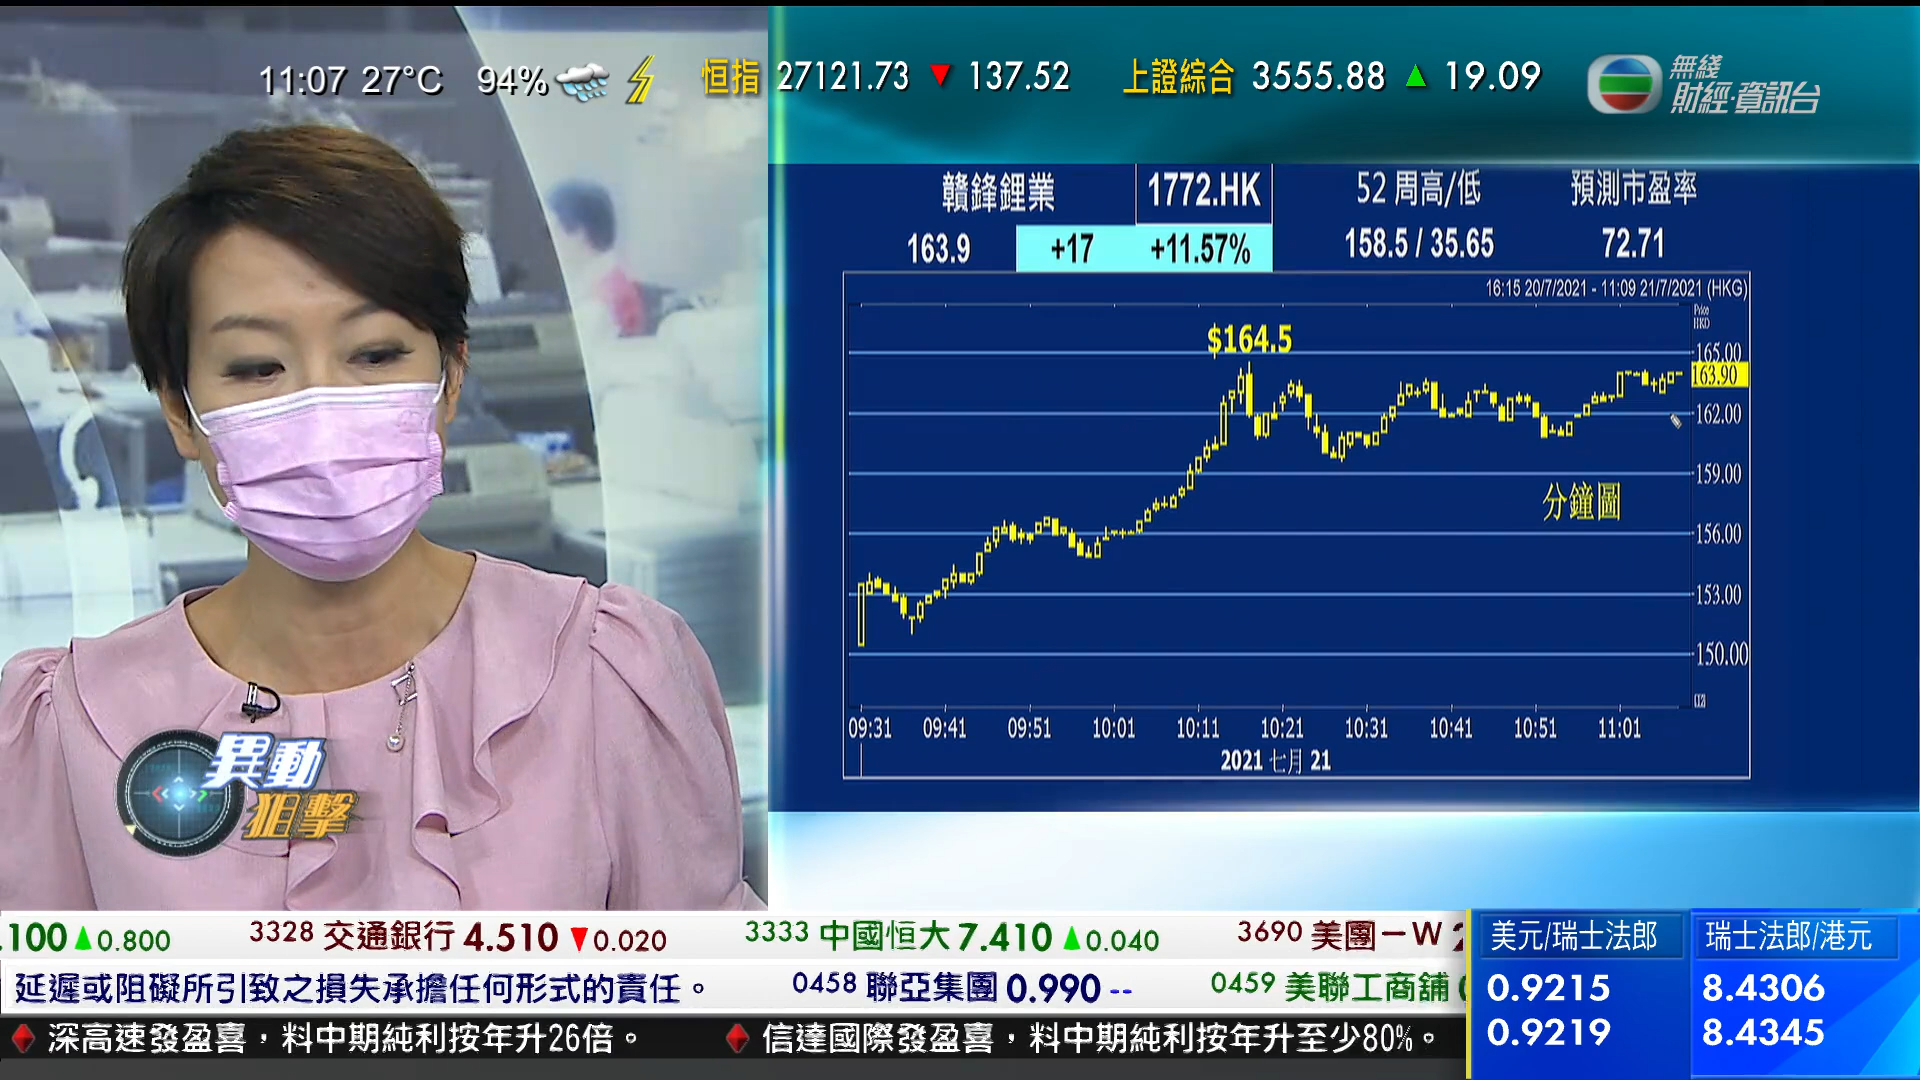 11:07 27°C 94% 恒指 27121.73 ▼ 137.52 上證綜合 3555.88 ▲ 19.09
無綫
財經·資訊台
贛鋒鋰業 1772.HK 52 周高/低 預測市盈率
163.9 +17 +11.57% 158.5 / 35.65 72.71
16:15 20/7/2021 - 11:09 21/7/2021 (HKG)
Price
HKD
$164.5
165.00
163.90
162.00
159.00
分鐘圖
156.00
153.00
150.00
09:31 09:41 09:51 10:01 10:11 10:21 10:31 10:41 10:51 11:01
2021 七月 21
異動
狙擊
.100 ▲ 0.800 3328 交通銀行 4.510 ▼ 0.020 3333 中國恒大 7.410 ▲ 0.040 3690 美團－W
延遲或阻礙所引致之損失承擔任何形式的責任。 0458 聯亞集團 0.990 -- 0459 美聯工商舖
深高速發盈喜，料中期純利按年升26倍。 信達國際發盈喜，料中期純利按年升至少80%。
美元/瑞士法郎 瑞士法郎/港元
0.9215 8.4306
0.9219 8.4345